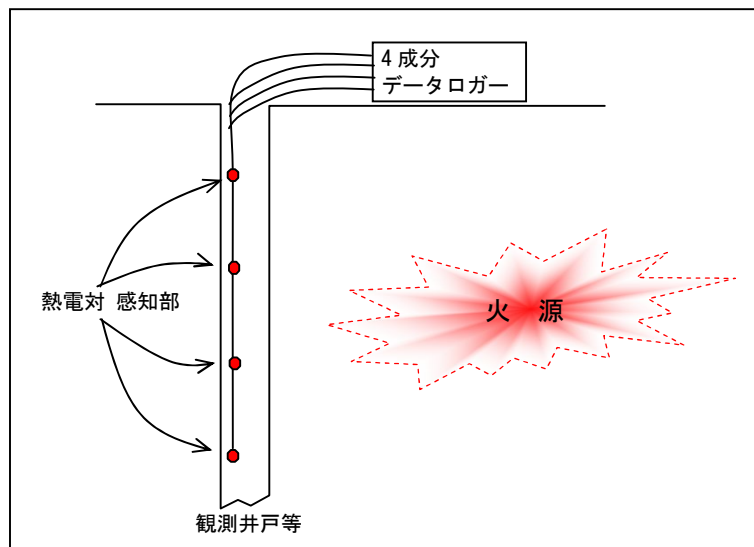 4成分
データロガー
熱電対 感知部
火 源
観測井戸等